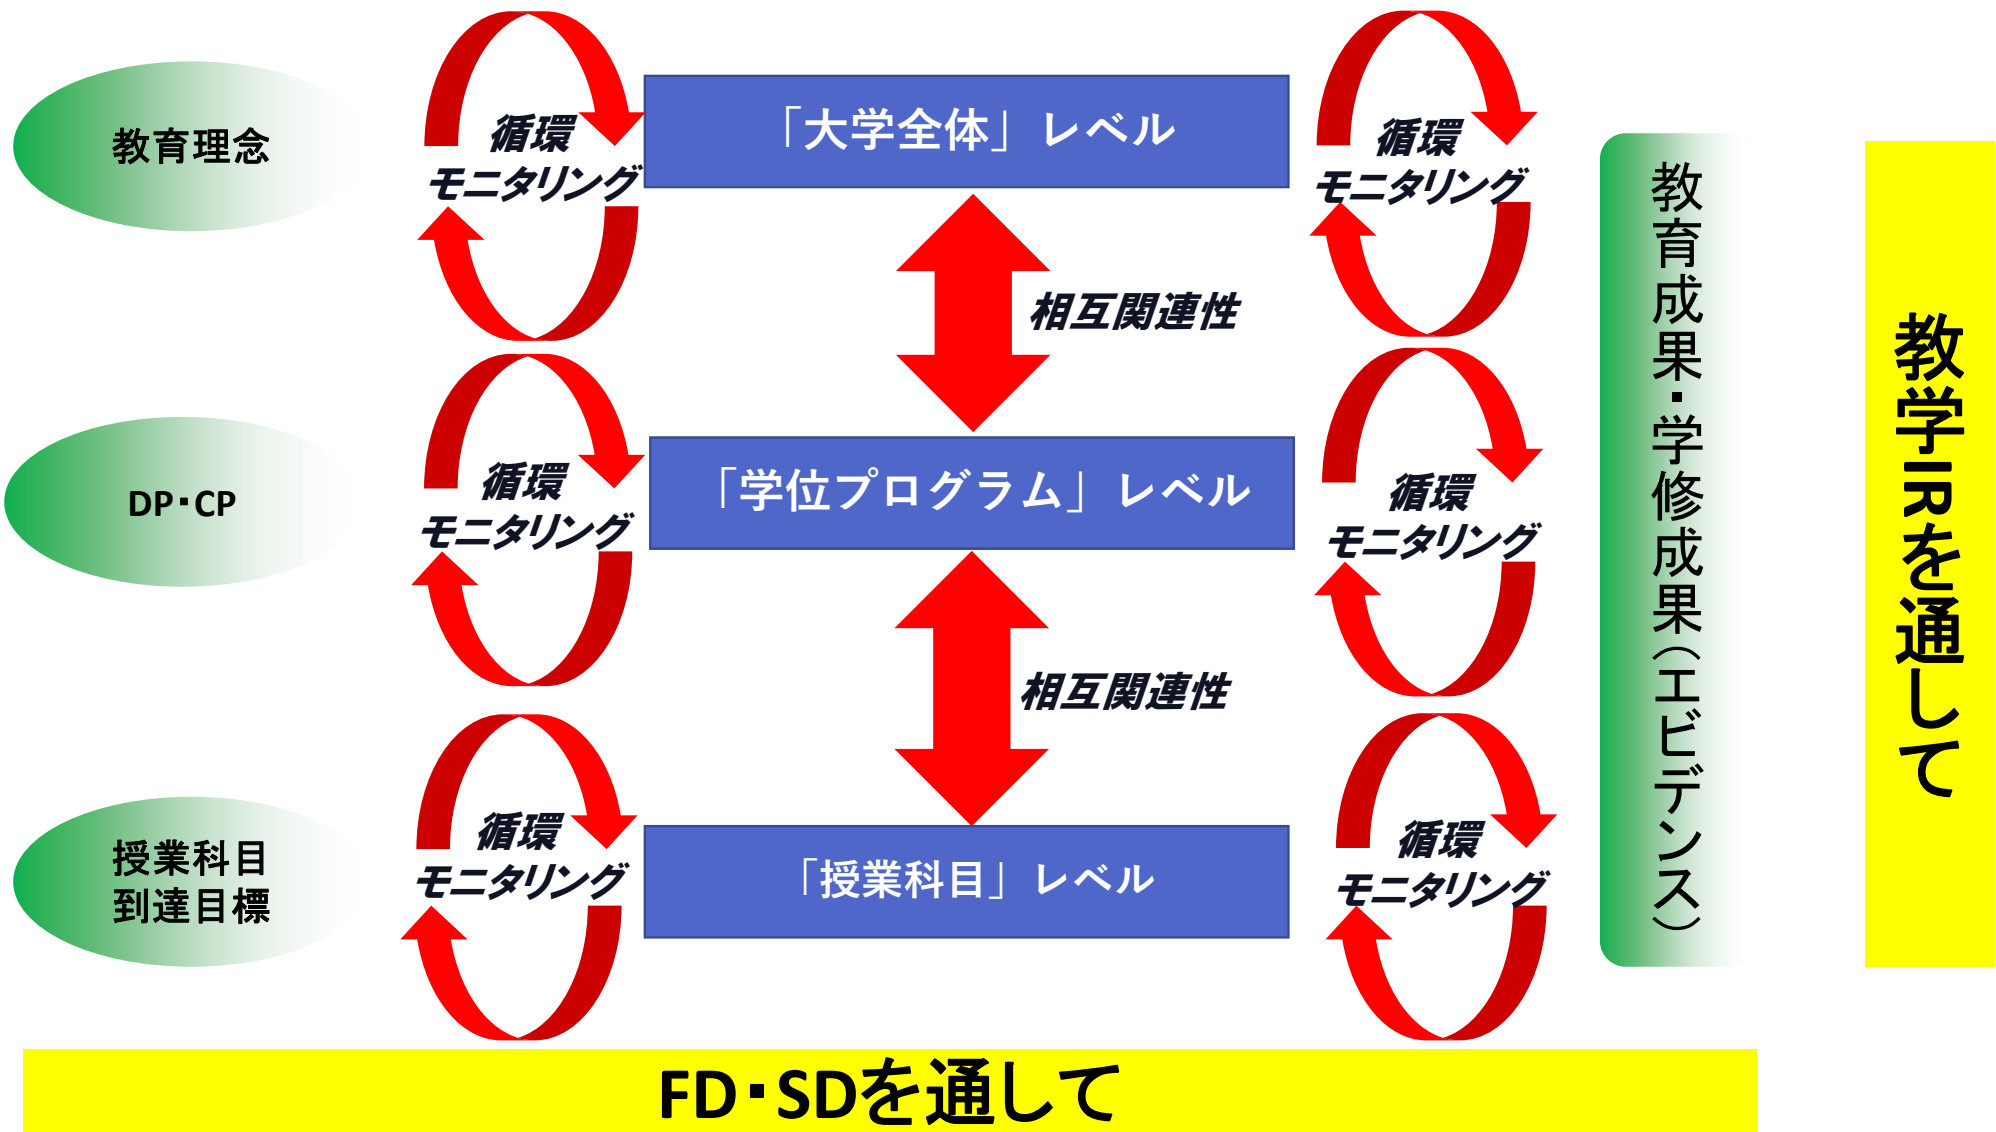 教育理念
循環
モニタリング
「大学全体」レベル
循環
モニタリング
相互関連性
DP・CP
循環
モニタリング
「学位プログラム」レベル
循環
モニタリング
相互関連性
授業科目
到達目標
循環
モニタリング
「授業科目」レベル
循環
モニタリング
教育成果・学修成果（エビデンス）
教学IRを通して
FD・SDを通して